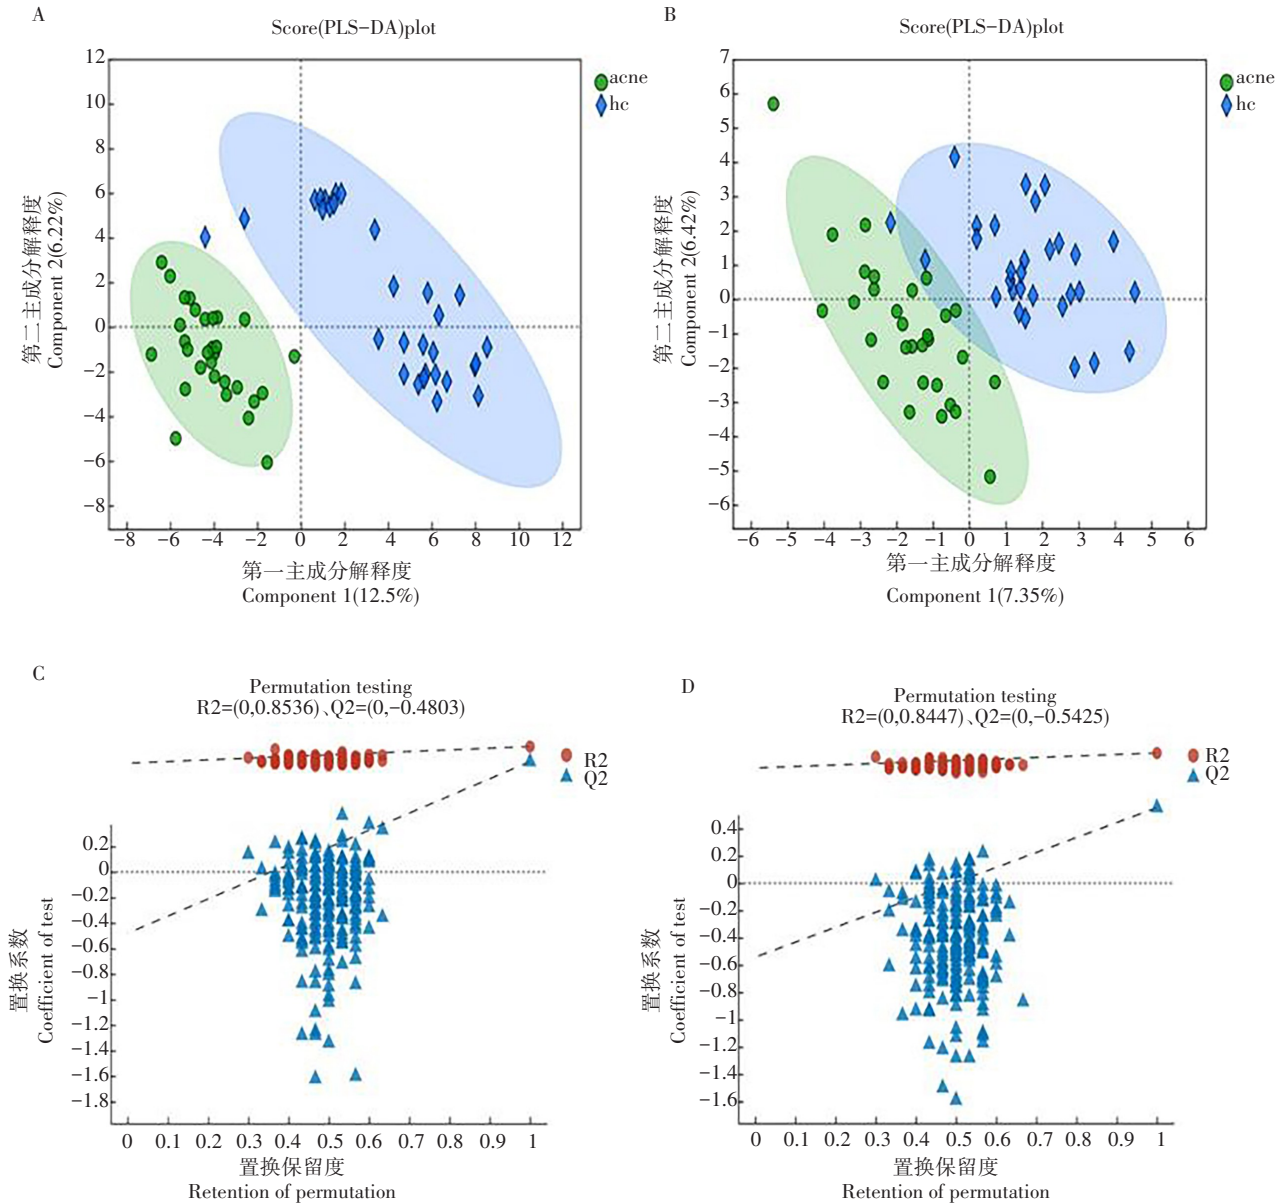 A
Score(PLS-DA)plot
12
10
8
6
4
2
0
-2
-4
-6
-8
第二主成分解释度
Component 2(6.22%)
-8 -6 -4 -2 0 2 4 6 8 10 12
第一主成分解释度
Component 1(12.5%)
acne
hc
B
Score(PLS-DA)plot
7
6
5
4
3
2
1
0
-1
-2
-3
-4
-5
-6
第二主成分解释度
Component 2(6.42%)
-6 -5 -4 -3 -2 -1 0 1 2 3 4 5 6
第一主成分解释度
Component 1(7.35%)
acne
hc
C
Permutation testing
R2=(0,0.8536)、Q2=(0,-0.4803)
R2
Q2
0.2
0
-0.2
-0.4
-0.6
-0.8
-1
-1.2
-1.4
-1.6
-1.8
置换系数
Coefficient of test
0 0.1 0.2 0.3 0.4 0.5 0.6 0.7 0.8 0.9 1
置换保留度
Retention of permutation
D
Permutation testing
R2=(0,0.8447)、Q2=(0,-0.5425)
R2
Q2
0.4
0.2
0
-0.2
-0.4
-0.6
-0.8
-1
-1.2
-1.4
-1.6
置换系数
Coefficient of test
0 0.1 0.2 0.3 0.4 0.5 0.6 0.7 0.8 0.9 1
置换保留度
Retention of permutation